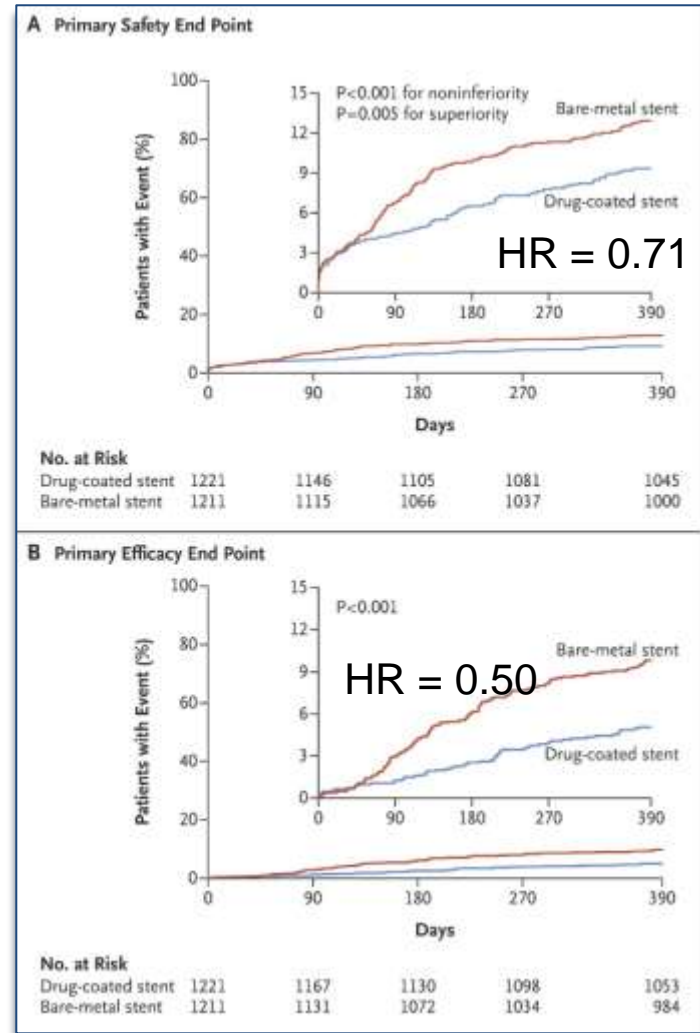 A Primary Safety End Point
Patients with Event (%)
100
80
60
40
20
0
15
12
9
6
3
0
P<0.001 for noninferiority
P=0.005 for superiority
Bare-metal stent
Drug-coated stent
HR = 0.71
0 90 180 270 390
0 90 180 270 390
Days
No. at Risk
Drug-coated stent 1221 1146 1105 1081 1045
Bare-metal stent 1211 1115 1066 1037 1000
B Primary Efficacy End Point
Patients with Event (%)
100
80
60
40
20
0
15
12
9
6
3
0
P<0.001
Bare-metal stent
HR = 0.50
Drug-coated stent
0 90 180 270 390
0 90 180 270 390
Days
No. at Risk
Drug-coated stent 1221 1167 1130 1098 1053
Bare-metal stent 1211 1131 1072 1034 984